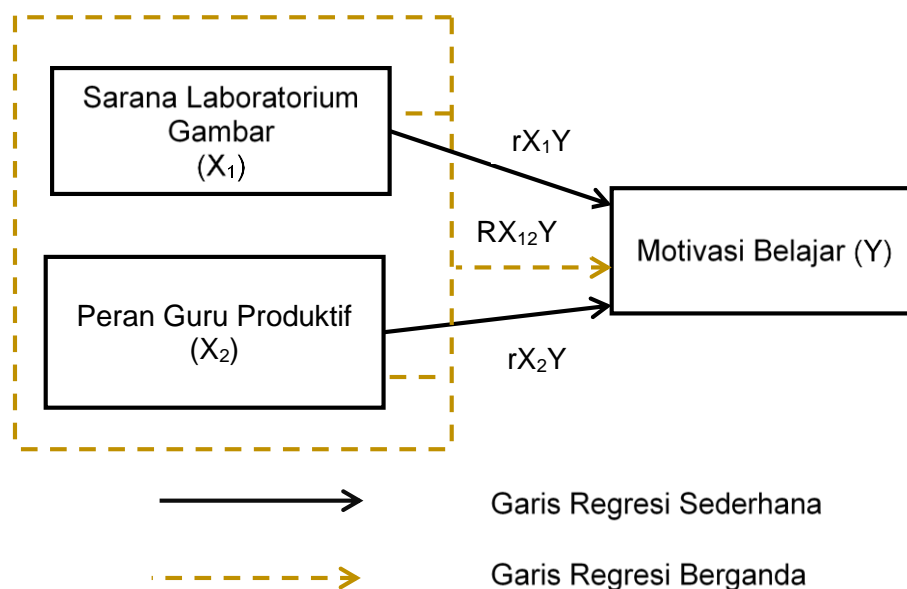 Sarana Laboratorium
Gambar
(X₁)
rX₁Y
RX₁₂Y
Motivasi Belajar (Y)
Peran Guru Produktif
(X₂)
rX₂Y
Garis Regresi Sederhana
Garis Regresi Berganda